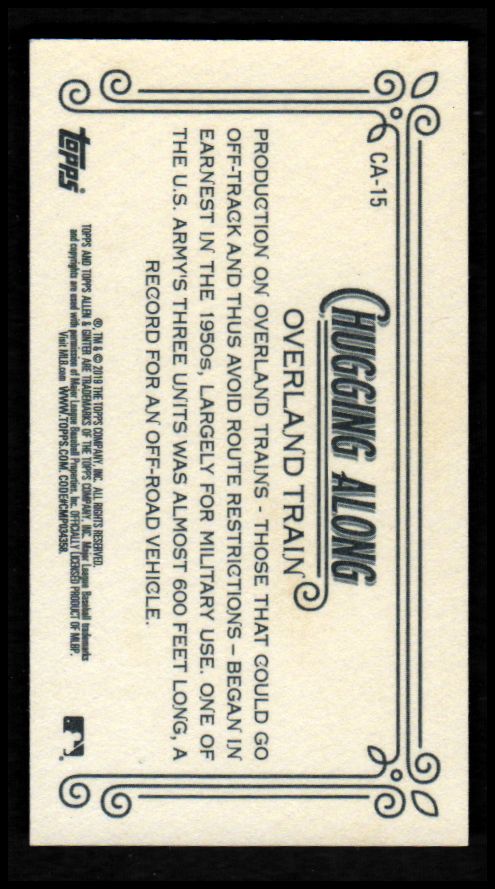 CA-15
CHUGGING ALONG
OVERLAND TRAIN
PRODUCTION ON OVERLAND TRAINS - THOSE THAT COULD GO
OFF-TRACK AND THUS AVOID ROUTE RESTRICTIONS – BEGAN IN
EARNEST IN THE 1950s, LARGELY FOR MILITARY USE. ONE OF
THE U.S. ARMY'S THREE UNITS WAS ALMOST 600 FEET LONG, A
RECORD FOR AN OFF-ROAD VEHICLE.
topps
®, TM & © 2019 THE TOPPS COMPANY, INC. ALL RIGHTS RESERVED.
TOPPS AND TOPPS ALLEN & GINTER ARE TRADEMARKS OF THE TOPPS COMPANY, INC. Major League Baseball trademarks
and copyrights are used with permission of Major League Baseball Properties, Inc. OFFICIALLY LICENSED PRODUCT OF MLBP.
Visit MLB.com WWW.TOPPS.COM. CODE#CMP03435R